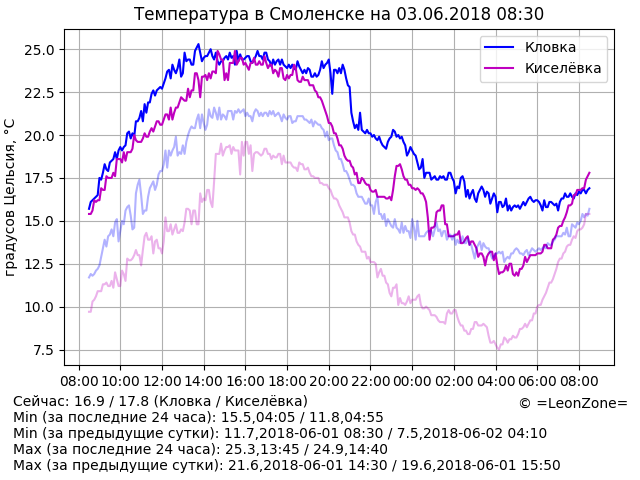 Температура в Смоленске на 03.06.2018 08:30
Кловка
Киселёвка
градусов Цельсия, °C
25.0
22.5
20.0
17.5
15.0
12.5
10.0
7.5
08:00 10:00 12:00 14:00 16:00 18:00 20:00 22:00 00:00 02:00 04:00 06:00 08:00
Сейчас: 16.9 / 17.8 (Кловка / Киселёвка)
© =LeonZone=
Min (за последние 24 часа): 15.5,04:05 / 11.8,04:55
Min (за предыдущие сутки): 11.7,2018-06-01 08:30 / 7.5,2018-06-02 04:10
Max (за последние 24 часа): 25.3,13:45 / 24.9,14:40
Max (за предыдущие сутки): 21.6,2018-06-01 14:30 / 19.6,2018-06-01 15:50